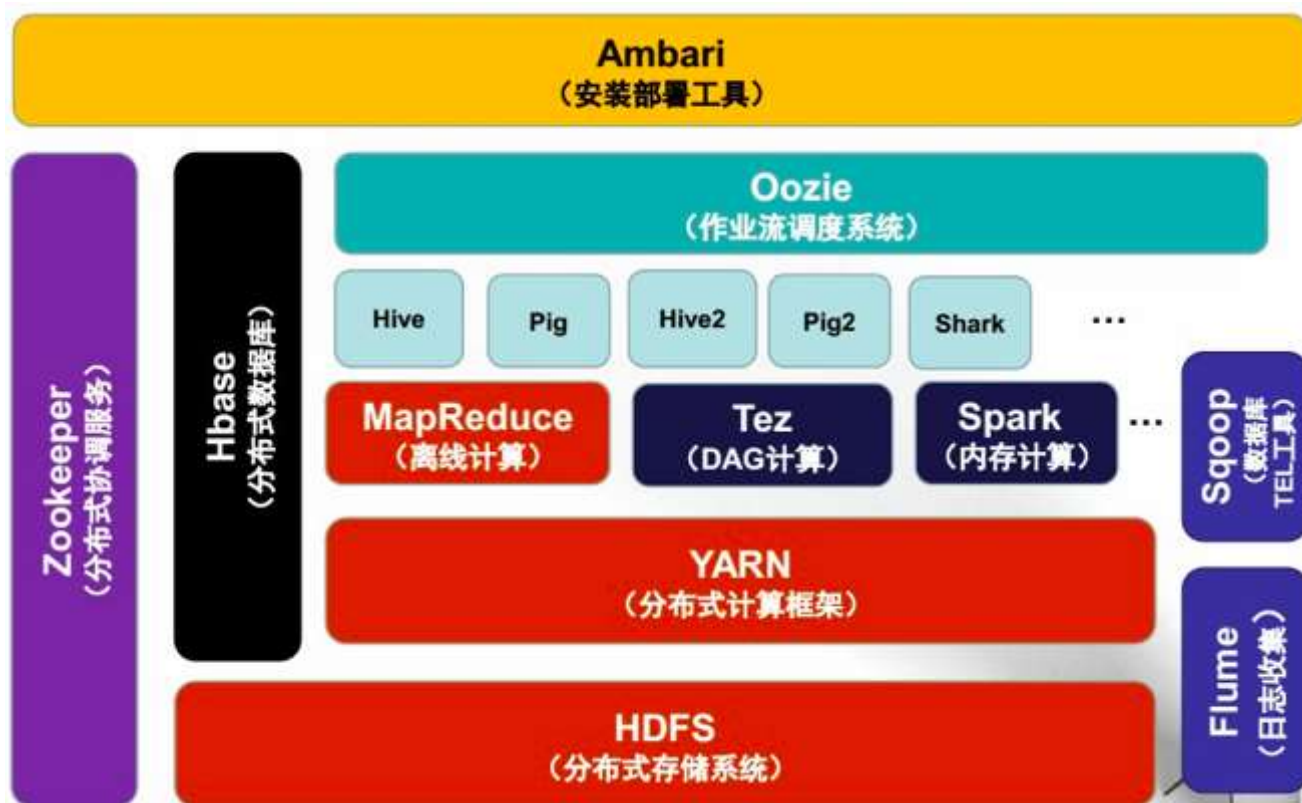 Ambari
（安装部署工具）
Zookeeper
（分布式协调服务）
Hbase
（分布式数据库）
Oozie
（作业流调度系统）
Hive
Pig
Hive2
Pig2
Shark
...
MapReduce
（离线计算）
Tez
（DAG计算）
Spark
（内存计算）
...
Sqoop
（数据库
TEL工具）
YARN
（分布式计算框架）
Flume
（日志收集）
HDFS
（分布式存储系统）